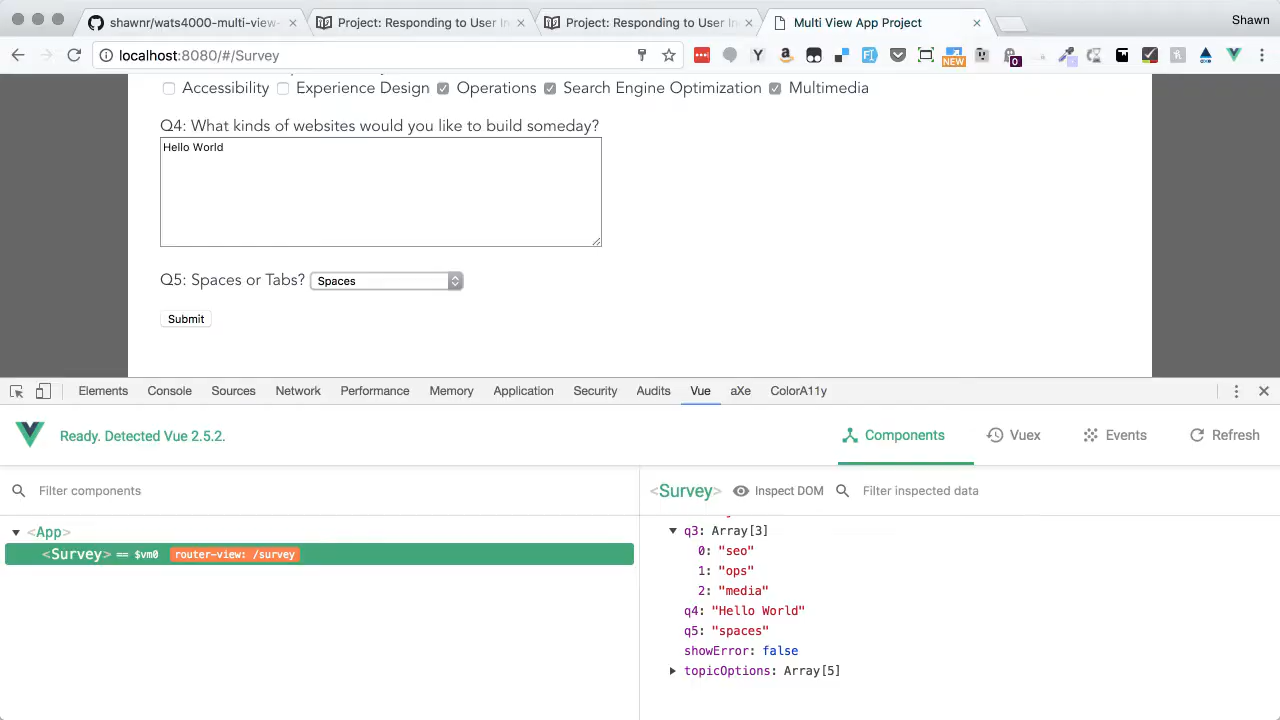 shawnr/wats4000-multi-view-
Project: Responding to User In
Project: Responding to User In
Multi View App Project
Shawn
localhost:8080/#/Survey
NEW
0
Accessibility Experience Design Operations Search Engine Optimization Multimedia
Q4: What kinds of websites would you like to build someday?
Hello World
Q5: Spaces or Tabs? Spaces
Submit
Elements Console Sources Network Performance Memory Application Security Audits Vue aXe ColorA11y
Ready. Detected Vue 2.5.2.
Components Vuex Events Refresh
Filter components
<Survey> Inspect DOM Filter inspected data
<App>
<Survey> == $vm0 router-view: /survey
q3: Array[3]
0: "seo"
1: "ops"
2: "media"
q4: "Hello World"
q5: "spaces"
showError: false
topicOptions: Array[5]